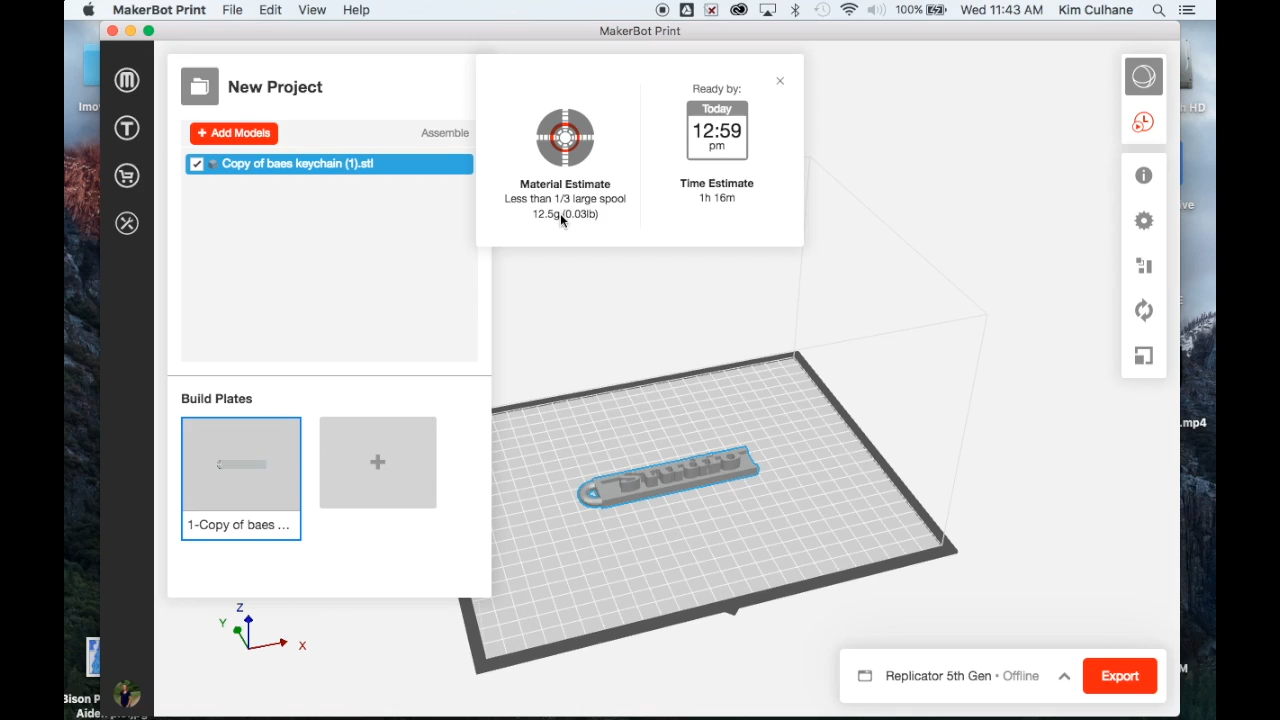 MakerBot Print File Edit View Help 100% Wed 11:43 AM Kim Culhane
MakerBot Print
New Project
+ Add Models Assemble
Copy of baes keychain (1).stl
Ready by:
Today
12:59
pm
Material Estimate
Less than 1/3 large spool
12.5g (0.03lb)
Time Estimate
1h 16m
Build Plates
1-Copy of baes ...
Z
Y
X
Replicator 5th Gen • Offline
Export
HD
.mp4
Bison P